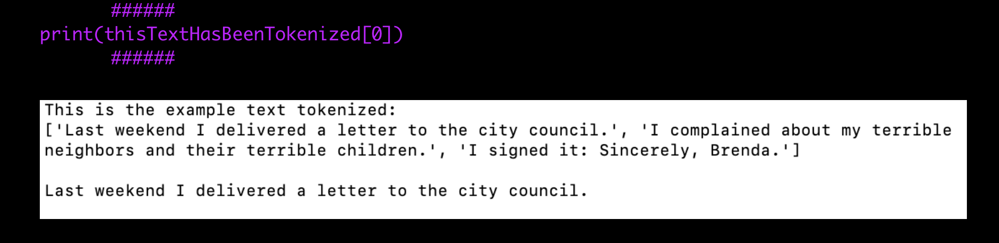 ######
print(thisTextHasBeenTokenized[0])
######
This is the example text tokenized:
['Last weekend I delivered a letter to the city council.', 'I complained about my terrible
neighbors and their terrible children.', 'I signed it: Sincerely, Brenda.']
Last weekend I delivered a letter to the city council.